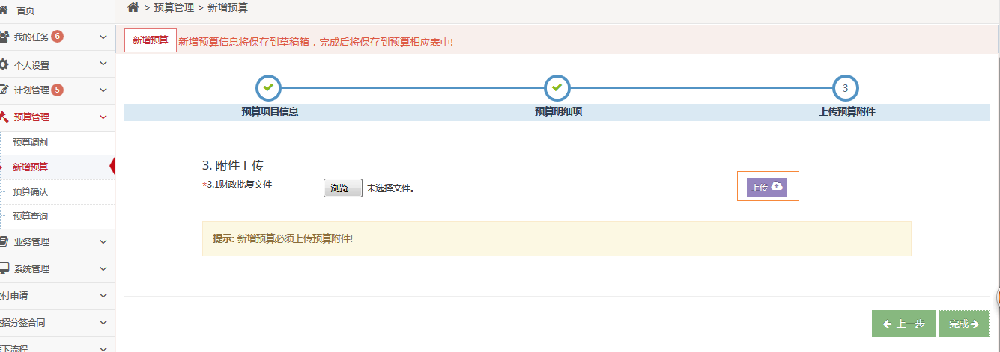 首页
> 预算管理 > 新增预算
我的任务 6
个人设置
计划管理 5
预算管理
预算调剂
新增预算
预算确认
预算查询
业务管理
系统管理
付申请
招分签合同
下流程
新增预算 新增预算信息将保存到草稿箱，完成后将保存到预算相应表中!
3
预算项目信息 预算明细项 上传预算附件
3. 附件上传
*3.1财政批复文件 浏览... 未选择文件。 上传
提示: 新增预算必须上传预算附件!
上一步 完成